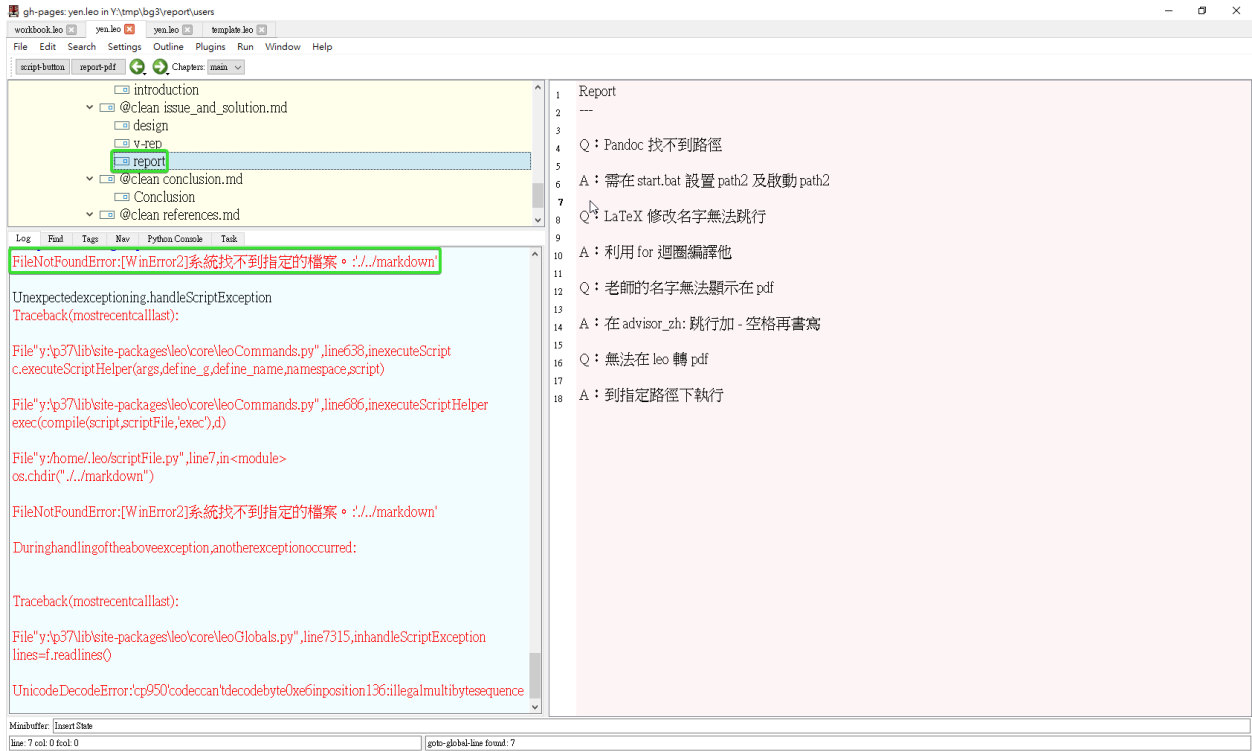 gh-pages: yen.leo in Y:\tmp\bg3\report\users
workbook.leo
yen.leo
yen.leo
template.leo
File Edit Search Settings Outline Plugins Run Window Help
script-button report-pdf Chapters: main
introduction
@clean issue_and_solution.md
design
v-rep
report
@clean conclusion.md
Conclusion
@clean references.md
Log Find Tags Nav Python Console Task
FileNotFoundError:[WinError2]系統找不到指定的檔案。:'./../markdown'
Unexpectedexceptioning.handleScriptException
Traceback(mostrecentcalllast):
File"y:\p37\lib\site-packages\leo\core\leoCommands.py",line638,inexecuteScript
c.executeScriptHelper(args,define_g,define_name,namespace,script)
File"y:\p37\lib\site-packages\leo\core\leoCommands.py",line686,inexecuteScriptHelper
exec(compile(script,scriptFile,'exec'),d)
File"y:/home/.leo/scriptFile.py",line7,in<module>
os.chdir("./../markdown")
FileNotFoundError:[WinError2]系統找不到指定的檔案。:'./../markdown'
Duringhandlingoftheaboveexception,anotherexceptionoccurred:
Traceback(mostrecentcalllast):
File"y:\p37\lib\site-packages\leo\core\leoGlobals.py",line7315,inhandleScriptException
lines=f.readlines()
UnicodeDecodeError:'cp950'codeccan'tdecodebyte0xe6inposition136:illegalmultibytesequence
1 Report
2 ---
3
4 Q：Pandoc 找不到路徑
5
6 A：需在 start.bat 設置 path2 及啟動 path2
7
8 Q：LaTeX 修改名字無法跳行
9
10 A：利用 for 迴圈編譯他
11
12 Q：老師的名字無法顯示在 pdf
13
14 A：在 advisor_zh: 跳行加 - 空格再書寫
15
16 Q：無法在 leo 轉 pdf
17
18 A：到指定路徑下執行
Minibuffer: Insert State
line: 7 col: 0 fcol: 0
goto-global-line found: 7